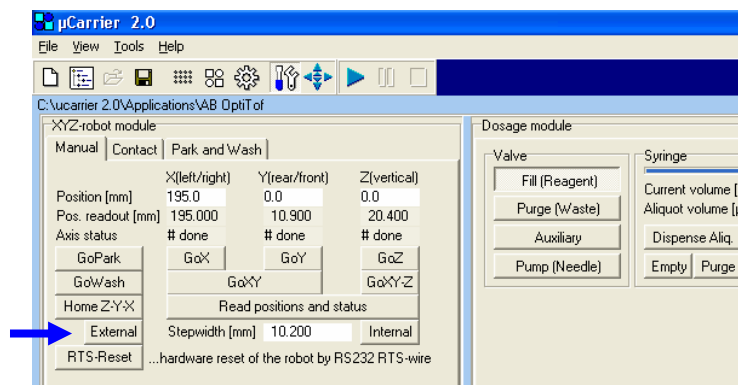 µCarrier 2.0
File View Tools Help
C:\ucarrier 2.0\Applications\AB OptiTof
XYZ-robot module
Manual Contact Park and Wash
X(left/right) Y(rear/front) Z(vertical)
Position [mm] 195.0 0.0 0.0
Pos. readout [mm] 195.000 10.900 20.400
Axis status # done # done # done
GoPark GoX GoY GoZ
GoWash GoXY GoXY-Z
Home Z-Y-X Read positions and status
External Stepwidth [mm] 10.200 Internal
RTS-Reset ...hardware reset of the robot by RS232 RTS-wire
Dosage module
Valve
Fill (Reagent)
Purge (Waste)
Auxiliary
Pump (Needle)
Syringe
Current volume [
Aliquot volume [
Dispense Aliq.
Empty Purge